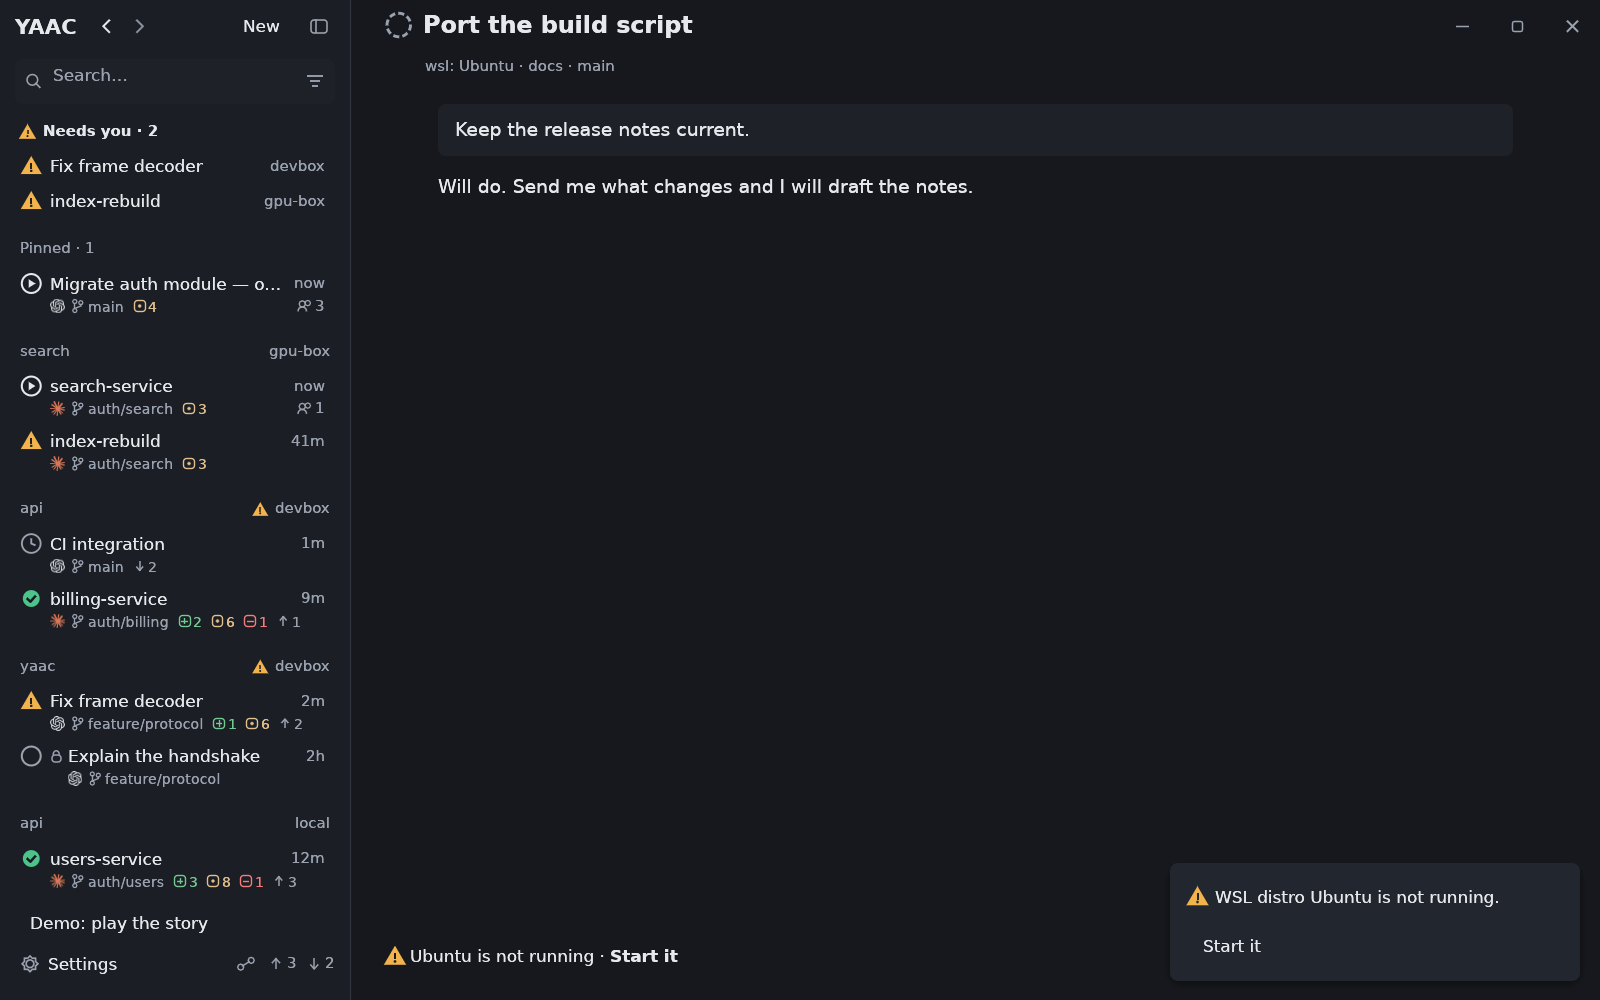 YAAC
New
Search...
Needs you · 2
Fix frame decoder devbox
index-rebuild gpu-box
Pinned · 1
Migrate auth module — o... now
main 4 3
search gpu-box
search-service now
auth/search 3 1
index-rebuild 41m
auth/search 3
api devbox
CI integration 1m
main ↓2
billing-service 9m
auth/billing 2 6 1 ↑1
yaac devbox
Fix frame decoder 2m
feature/protocol 1 6 ↑2
Explain the handshake 2h
feature/protocol
api local
users-service 12m
auth/users 3 8 1 ↑3
Demo: play the story
Settings ↑3 ↓2
Port the build script
wsl: Ubuntu · docs · main
Keep the release notes current.
Will do. Send me what changes and I will draft the notes.
Ubuntu is not running · Start it
WSL distro Ubuntu is not running.
Start it